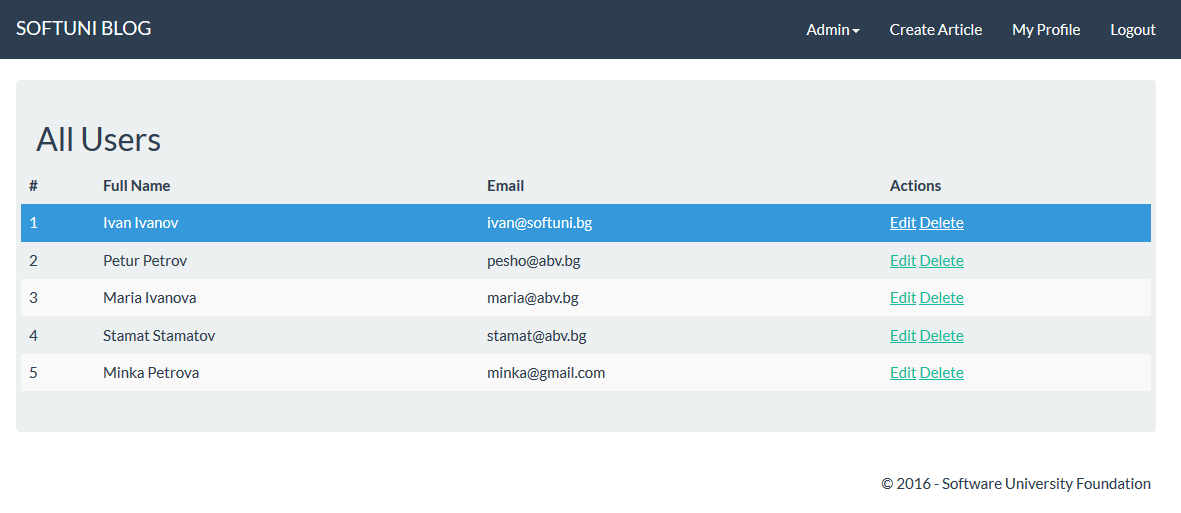 SOFTUNI BLOG Admin Create Article My Profile Logout
All Users
# Full Name Email Actions
1 Ivan Ivanov ivan@softuni.bg Edit Delete
2 Petur Petrov pesho@abv.bg Edit Delete
3 Maria Ivanova maria@abv.bg Edit Delete
4 Stamat Stamatov stamat@abv.bg Edit Delete
5 Minka Petrova minka@gmail.com Edit Delete
© 2016 - Software University Foundation